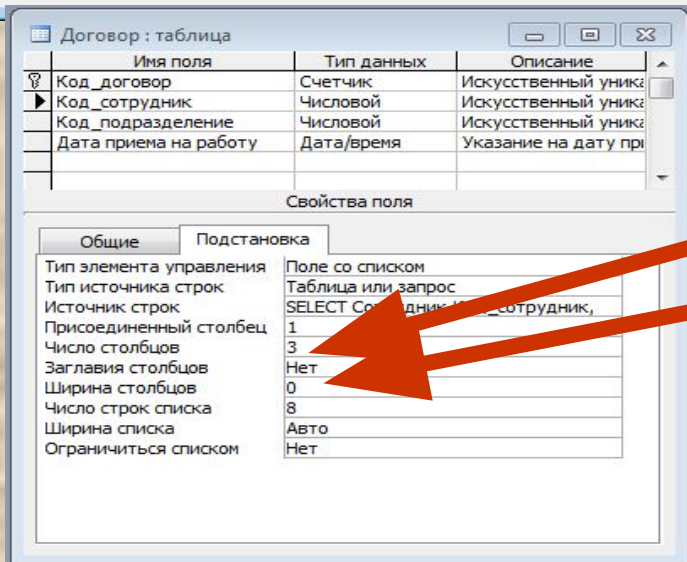 Договор : таблица
Имя поля Тип данных Описание
Код_договор Счетчик Искусственный уника
Код_сотрудник Числовой Искусственный уника
Код_подразделение Числовой Искусственный уника
Дата приема на работу Дата/время Указание на дату при
Свойства поля
Общие Подстановка
Тип элемента управления Поле со списком
Тип источника строк Таблица или запрос
Источник строк SELECT сотрудник,
Присоединенный столбец 1
Число столбцов 3
Заглавия столбцов Нет
Ширина столбцов 0
Число строк списка 8
Ширина списка Авто
Ограничиться списком Нет